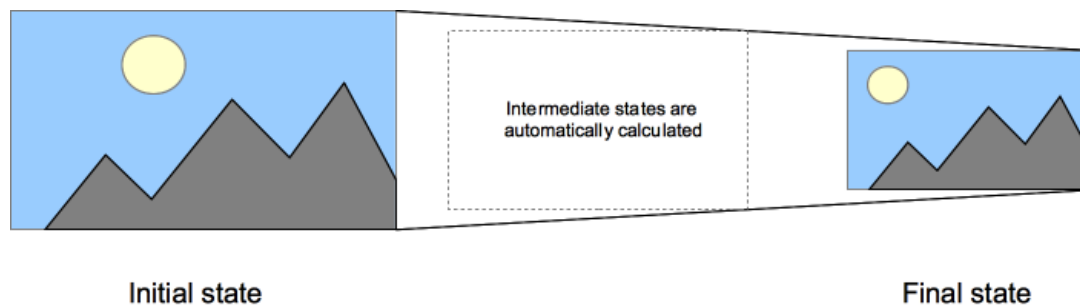 Intermediate states are
automatically calculated
Initial state
Final state